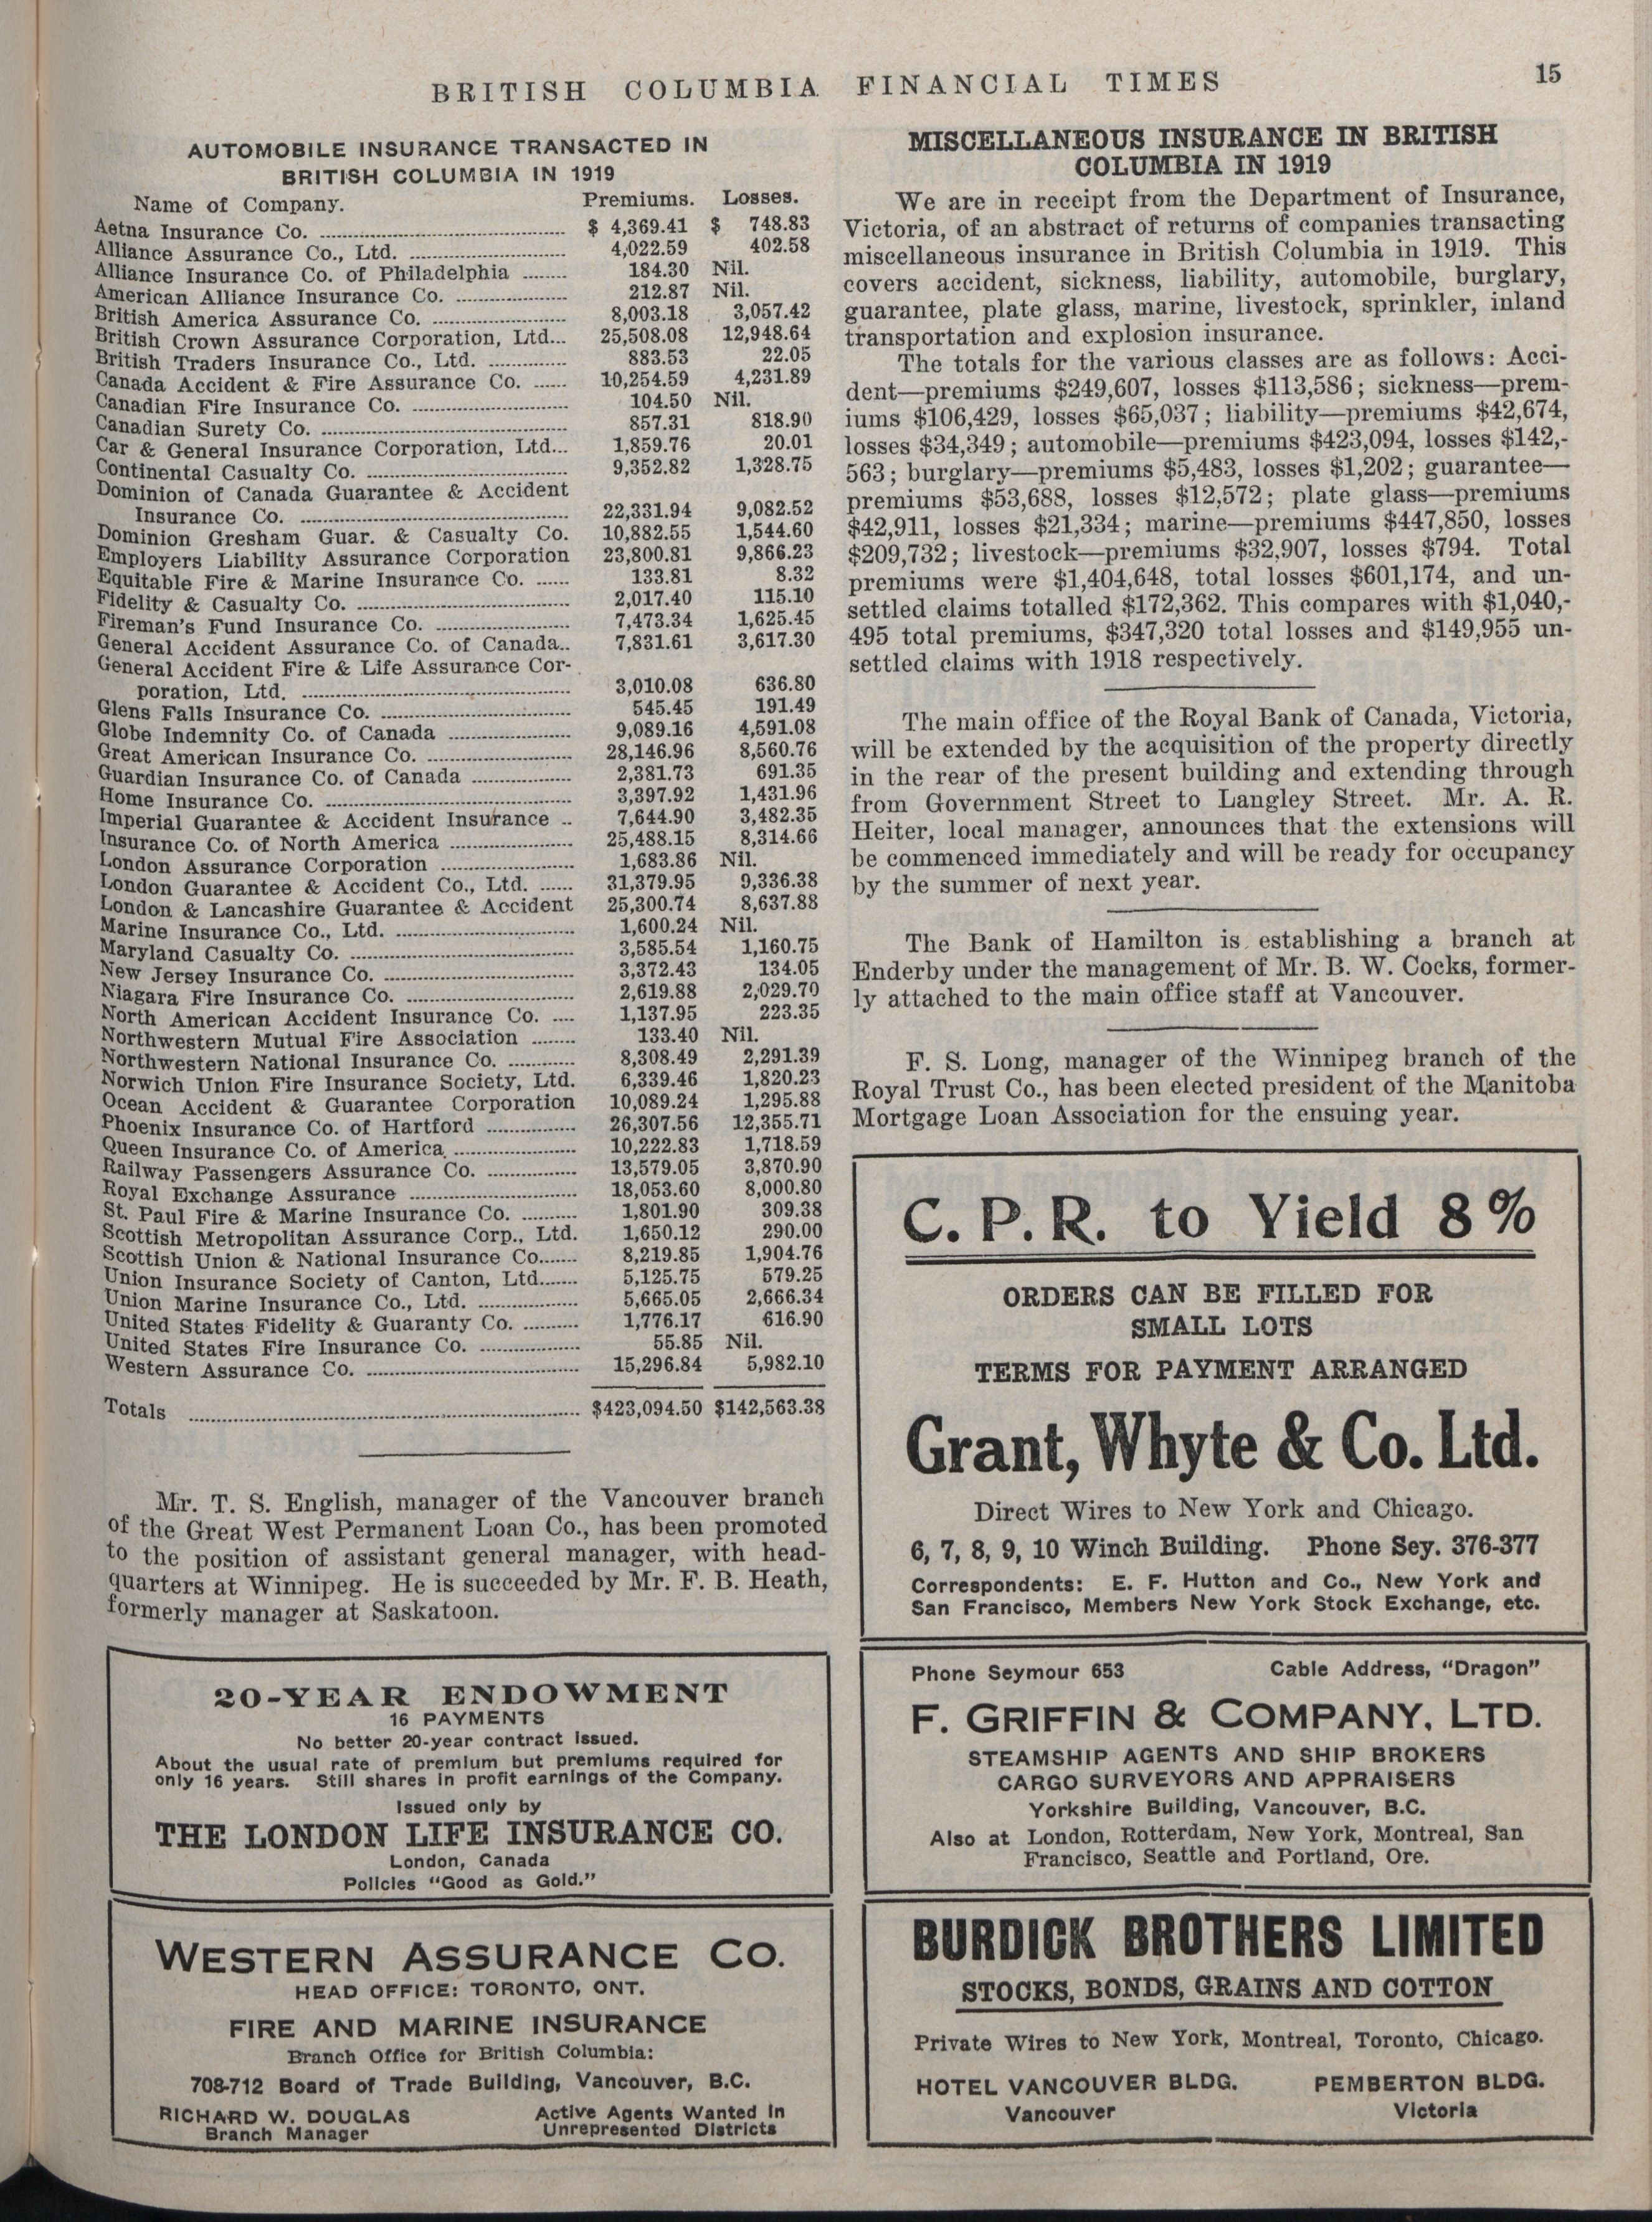 BRITISH COLUMBIA FINANCIAL TIMES
15
AUTOMOBILE INSURANCE TRANSACTED IN
BRITISH COLUMBIA IN 1919
Name of Company. Premiums. Losses.
Aetna Insurance Co. $ 4,369.41 $ 748.83
Alliance Assurance Co., Ltd. 4,022.59 402.58
Alliance Insurance Co. of Philadelphia 184.30 Nil.
American Alliance Insurance Co. 212.87 Nil.
British America Assurance Co. 8,003.18 3,057.42
British Crown Assurance Corporation, Ltd... 25,508.08 12,948.64
British Traders Insurance Co., Ltd. 883.53 22.05
Canada Accident & Fire Assurance Co. 10,254.59 4,231.89
Canadian Fire Insurance Co. 104.50 Nil.
Canadian Surety Co. 857.31 818.90
Car & General Insurance Corporation, Ltd... 1,859.76 20.01
Continental Casualty Co. 9,352.82 1,328.75
Dominion of Canada Guarantee & Accident
Insurance Co. 22,331.94 9,082.52
Dominion Gresham Guar. & Casualty Co. 10,882.55 1,544.60
Employers Liability Assurance Corporation 23,800.81 9,866.23
Equitable Fire & Marine Insurance Co. 133.81 8.32
Fidelity & Casualty Co. 2,017.40 115.10
Fireman's Fund Insurance Co. 7,473.34 1,625.45
General Accident Assurance Co. of Canada.. 7,831.61 3,617.30
General Accident Fire & Life Assurance Cor-
poration, Ltd. 3,010.08 636.80
Glens Falls Insurance Co. 545.45 191.49
Globe Indemnity Co. of Canada 9,089.16 4,591.08
Great American Insurance Co. 28,146.96 8,560.76
Guardian Insurance Co. of Canada 2,381.73 691.35
Home Insurance Co. 3,397.92 1,431.96
Imperial Guarantee & Accident Insurance .. 7,644.90 3,482.35
Insurance Co. of North America 25,488.15 8,314.66
London Assurance Corporation 1,683.86 Nil.
London Guarantee & Accident Co., Ltd. 31,379.95 9,336.38
London & Lancashire Guarantee & Accident 25,300.74 8,637.88
Marine Insurance Co., Ltd. 1,600.24 Nil.
Maryland Casualty Co. 3,585.54 1,160.75
New Jersey Insurance Co. 3,372.43 134.05
Niagara Fire Insurance Co. 2,619.88 2,029.70
North American Accident Insurance Co. 1,137.95 223.35
Northwestern Mutual Fire Association 133.40 Nil.
Northwestern National Insurance Co. 8,308.49 2,291.39
Norwich Union Fire Insurance Society, Ltd. 6,339.46 1,820.23
Ocean Accident & Guarantee Corporation 10,089.24 1,295.88
Phoenix Insurance Co. of Hartford 26,307.56 12,355.71
Queen Insurance Co. of America 10,222.83 1,718.59
Railway Passengers Assurance Co. 13,579.05 3,870.90
Royal Exchange Assurance 18,053.60 8,000.80
St. Paul Fire & Marine Insurance Co. 1,801.90 309.38
Scottish Metropolitan Assurance Corp., Ltd. 1,650.12 290.00
Scottish Union & National Insurance Co. 8,219.85 1,904.76
Union Insurance Society of Canton, Ltd. 5,125.75 579.25
Union Marine Insurance Co., Ltd. 5,665.05 2,666.34
United States Fidelity & Guaranty Co. 1,776.17 616.90
United States Fire Insurance Co. 55.85 Nil.
Western Assurance Co. 15,296.84 5,982.10
Totals $423,094.50 $142,563.38
Mr. T. S. English, manager of the Vancouver branch
of the Great West Permanent Loan Co., has been promoted
to the position of assistant general manager, with head-
quarters at Winnipeg. He is succeeded by Mr. F. B. Heath,
formerly manager at Saskatoon.
20-YEAR ENDOWMENT
16 PAYMENTS
No better 20-year contract issued.
About the usual rate of premium but premiums required for
only 16 years. Still shares in profit earnings of the Company.
Issued only by
THE LONDON LIFE INSURANCE CO.
London, Canada
Policies "Good as Gold."
WESTERN ASSURANCE CO.
HEAD OFFICE: TORONTO, ONT.
FIRE AND MARINE INSURANCE
Branch Office for British Columbia:
708-712 Board of Trade Building, Vancouver, B.C.
RICHARD W. DOUGLAS
Branch Manager
Active Agents Wanted in
Unrepresented Districts
MISCELLANEOUS INSURANCE IN BRITISH
COLUMBIA IN 1919
We are in receipt from the Department of Insurance,
Victoria, of an abstract of returns of companies transacting
miscellaneous insurance in British Columbia in 1919. This
covers accident, sickness, liability, automobile, burglary,
guarantee, plate glass, marine, livestock, sprinkler, inland
transportation and explosion insurance.
The totals for the various classes are as follows: Acci-
dent—premiums $249,607, losses $113,586; sickness—prem-
iums $106,429, losses $65,037; liability—premiums $42,674,
losses $34,349; automobile—premiums $423,094, losses $142,-
563; burglary—premiums $5,483, losses $1,202; guarantee—
premiums $53,688, losses $12,572; plate glass—premiums
$42,911, losses $21,334; marine—premiums $447,850, losses
$209,732; livestock—premiums $32,907, losses $794. Total
premiums were $1,404,648, total losses $601,174, and un-
settled claims totalled $172,362. This compares with $1,040,-
495 total premiums, $347,320 total losses and $149,955 un-
settled claims with 1918 respectively.
The main office of the Royal Bank of Canada, Victoria,
will be extended by the acquisition of the property directly
in the rear of the present building and extending through
from Government Street to Langley Street. Mr. A. R.
Heiter, local manager, announces that the extensions will
be commenced immediately and will be ready for occupancy
by the summer of next year.
The Bank of Hamilton is establishing a branch at
Enderby under the management of Mr. B. W. Cocks, former-
ly attached to the main office staff at Vancouver.
F. S. Long, manager of the Winnipeg branch of the
Royal Trust Co., has been elected president of the Manitoba
Mortgage Loan Association for the ensuing year.
C. P. R. to Yield 8%
ORDERS CAN BE FILLED FOR
SMALL LOTS
TERMS FOR PAYMENT ARRANGED
Grant, Whyte & Co. Ltd.
Direct Wires to New York and Chicago.
6, 7, 8, 9, 10 Winch Building. Phone Sey. 376-377
Correspondents: E. F. Hutton and Co., New York and
San Francisco, Members New York Stock Exchange, etc.
Phone Seymour 653 Cable Address, "Dragon"
F. GRIFFIN & COMPANY, LTD.
STEAMSHIP AGENTS AND SHIP BROKERS
CARGO SURVEYORS AND APPRAISERS
Yorkshire Building, Vancouver, B.C.
Also at London, Rotterdam, New York, Montreal, San
Francisco, Seattle and Portland, Ore.
BURDICK BROTHERS LIMITED
STOCKS, BONDS, GRAINS AND COTTON
Private Wires to New York, Montreal, Toronto, Chicago.
HOTEL VANCOUVER BLDG. PEMBERTON BLDG.
Vancouver Victoria